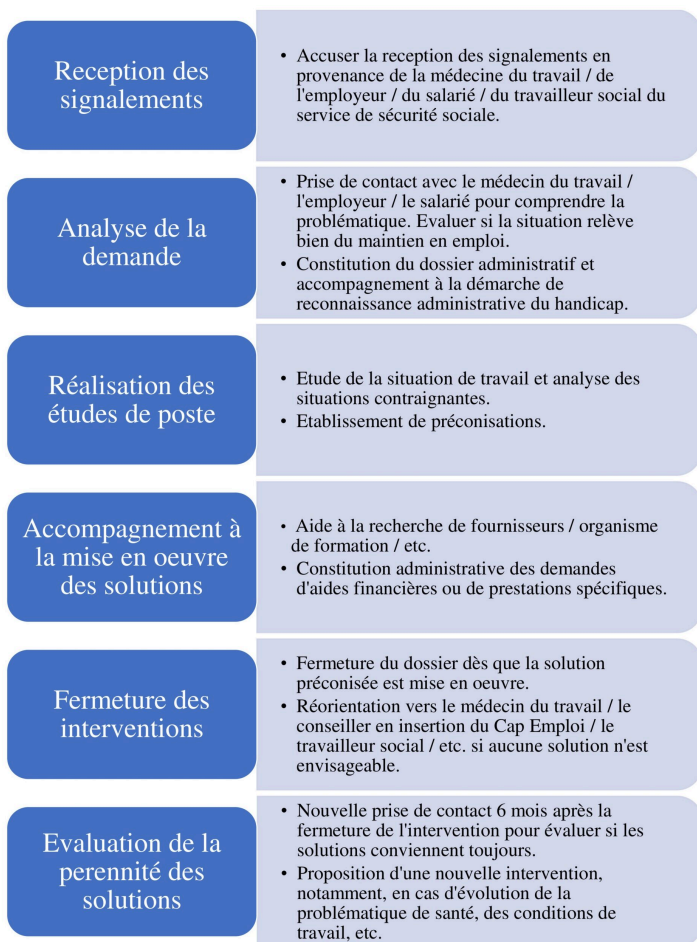 Reception des
signalements
• Accuser la reception des signalements en
provenance de la médecine du travail / de
l'employeur / du salarié / du travailleur social du
service de sécurité sociale.
Analyse de la
demande
• Prise de contact avec le médecin du travail /
l'employeur / le salarié pour comprendre la
problématique. Evaluer si la situation relève
bien du maintien en emploi.
• Constitution du dossier administratif et
accompagnement à la démarche de
reconnaissance administrative du handicap.
Réalisation des
études de poste
• Etude de la situation de travail et analyse des
situations contraignantes.
• Etablissement de préconisations.
Accompagnement à
la mise en oeuvre
des solutions
• Aide à la recherche de fournisseurs / organisme
de formation / etc.
• Constitution administrative des demandes
d'aides financières ou de prestations spécifiques.
Fermeture des
interventions
• Fermeture du dossier dès que la solution
préconisée est mise en oeuvre.
• Réorientation vers le médecin du travail / le
conseiller en insertion du Cap Emploi / le
travailleur social / etc. si aucune solution n'est
envisageable.
Evaluation de la
perennité des
solutions
• Nouvelle prise de contact 6 mois après la
fermeture de l'intervention pour évaluer si les
solutions conviennent toujours.
• Proposition d'une nouvelle intervention,
notamment, en cas d'évolution de la
problématique de santé, des conditions de
travail, etc.